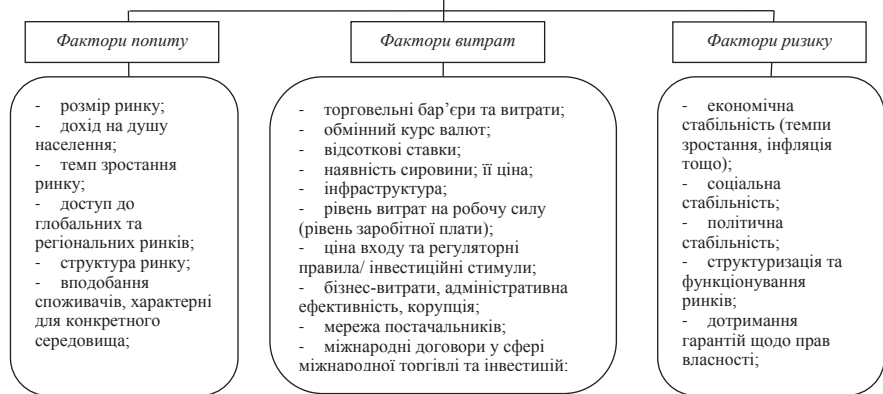 Фактори попиту
Фактори витрат
Фактори ризику
- розмір ринку;
- дохід на душу
населення;
- темп зростання
ринку;
- доступ до
глобальних та
регіональних ринків;
- структура ринку;
- вподобання
споживачів, характерні
для конкретного
середовища;
- торговельні бар’єри та витрати;
- обмінний курс валют;
- відсоткові ставки;
- наявність сировини; її ціна;
- інфраструктура;
- рівень витрат на робочу силу
(рівень заробітної плати);
- ціна входу та регуляторні
правила/ інвестиційні стимули;
- бізнес-витрати, адміністративна
ефективність, корупція;
- мережа постачальників;
- міжнародні договори у сфері
міжнародної торгівлі та інвестицій;
- економічна
стабільність (темпи
зростання, інфляція
тощо);
- соціальна
стабільність;
- політична
стабільність;
- структуризація та
функціонування
ринків;
- дотримання
гарантій щодо прав
власності;